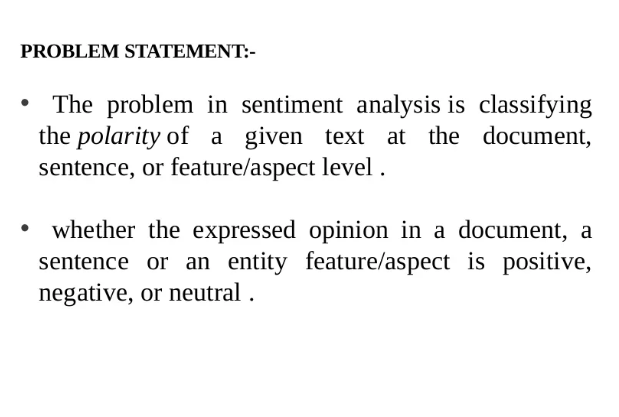 PROBLEM STATEMENT:-
• The problem in sentiment analysis is classifying
the polarity of a given text at the document,
sentence, or feature/aspect level .
• whether the expressed opinion in a document, a
sentence or an entity feature/aspect is positive,
negative, or neutral .